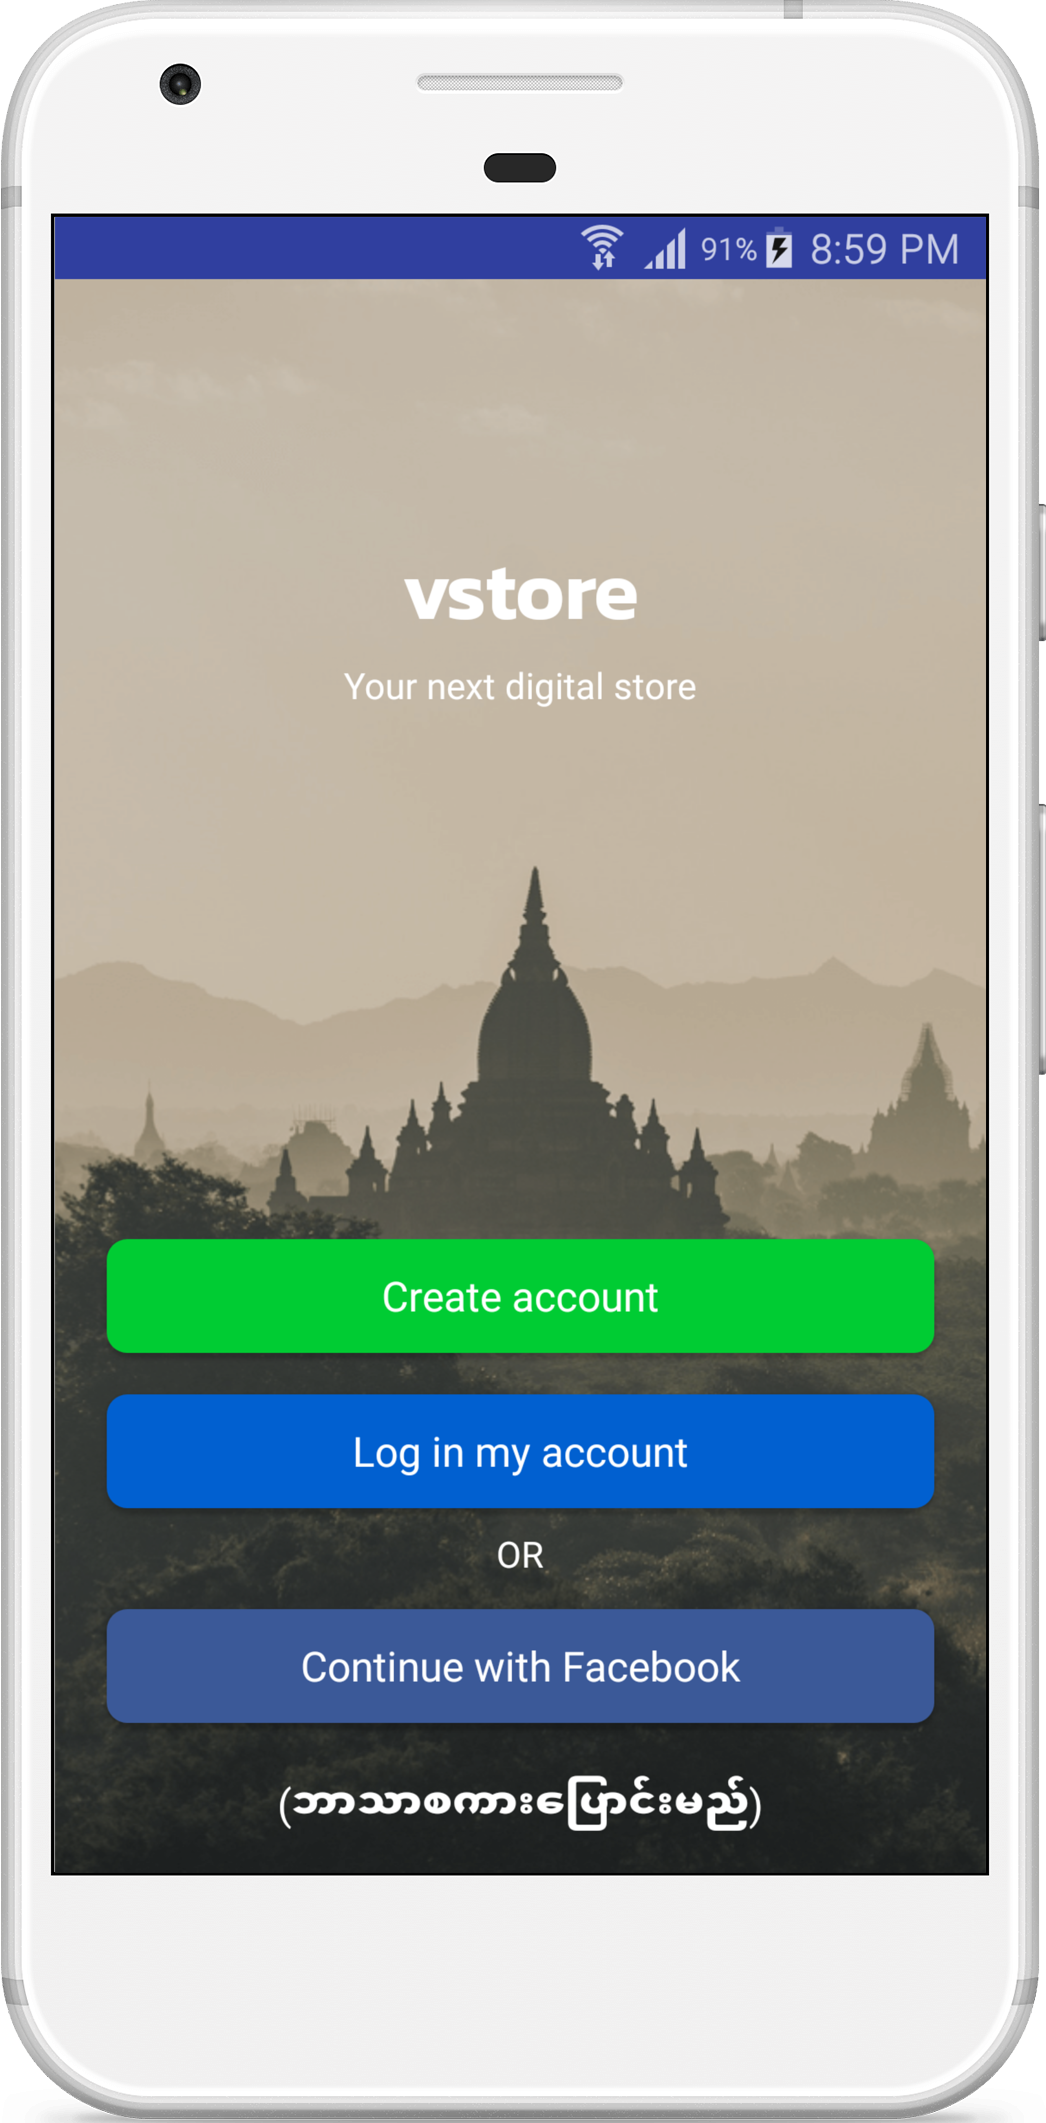 91% 8:59 PM
vstore
Your next digital store
Create account
Log in my account
OR
Continue with Facebook
(ဘာသာစကားပြောင်းမည်)